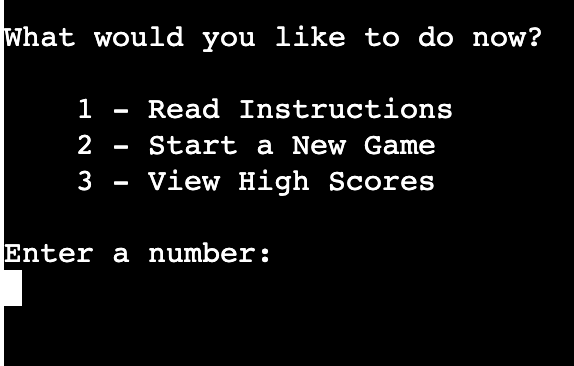 What would you like to do now?
1 – Read Instructions
2 – Start a New Game
3 – View High Scores
Enter a number: